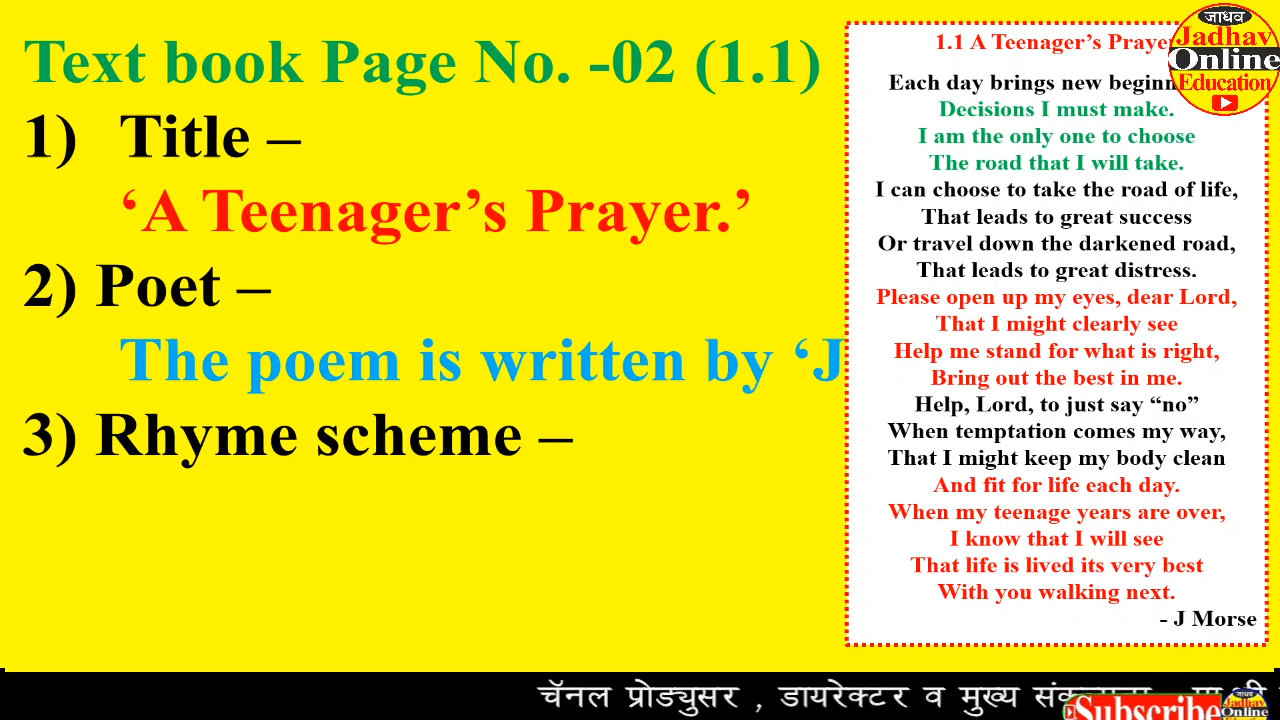 Text book Page No. -02 (1.1)
1) Title –
‘A Teenager’s Prayer.’
2) Poet –
The poem is written by ‘J
3) Rhyme scheme –
1.1 A Teenager’s Prayer
Each day brings new
Decisions I must make.
I am the only one to choose
The road that I will take.
I can choose to take the road of life,
That leads to great success
Or travel down the darkened road,
That leads to great distress.
Please open up my eyes, dear Lord,
That I might clearly see
Help me stand for what is right,
Bring out the best in me.
Help, Lord, to just say “no”
When temptation comes my way,
That I might keep my body clean
And fit for life each day.
When my teenage years are over,
I know that I will see
That life is lived its very best
With you walking next.
- J Morse
जाधव
Jadhav
Online
Education
चॅनल प्रोड्युसर , डायरेक्टर व मुख्य
Subscribe
जाधव
Jadhav
Online